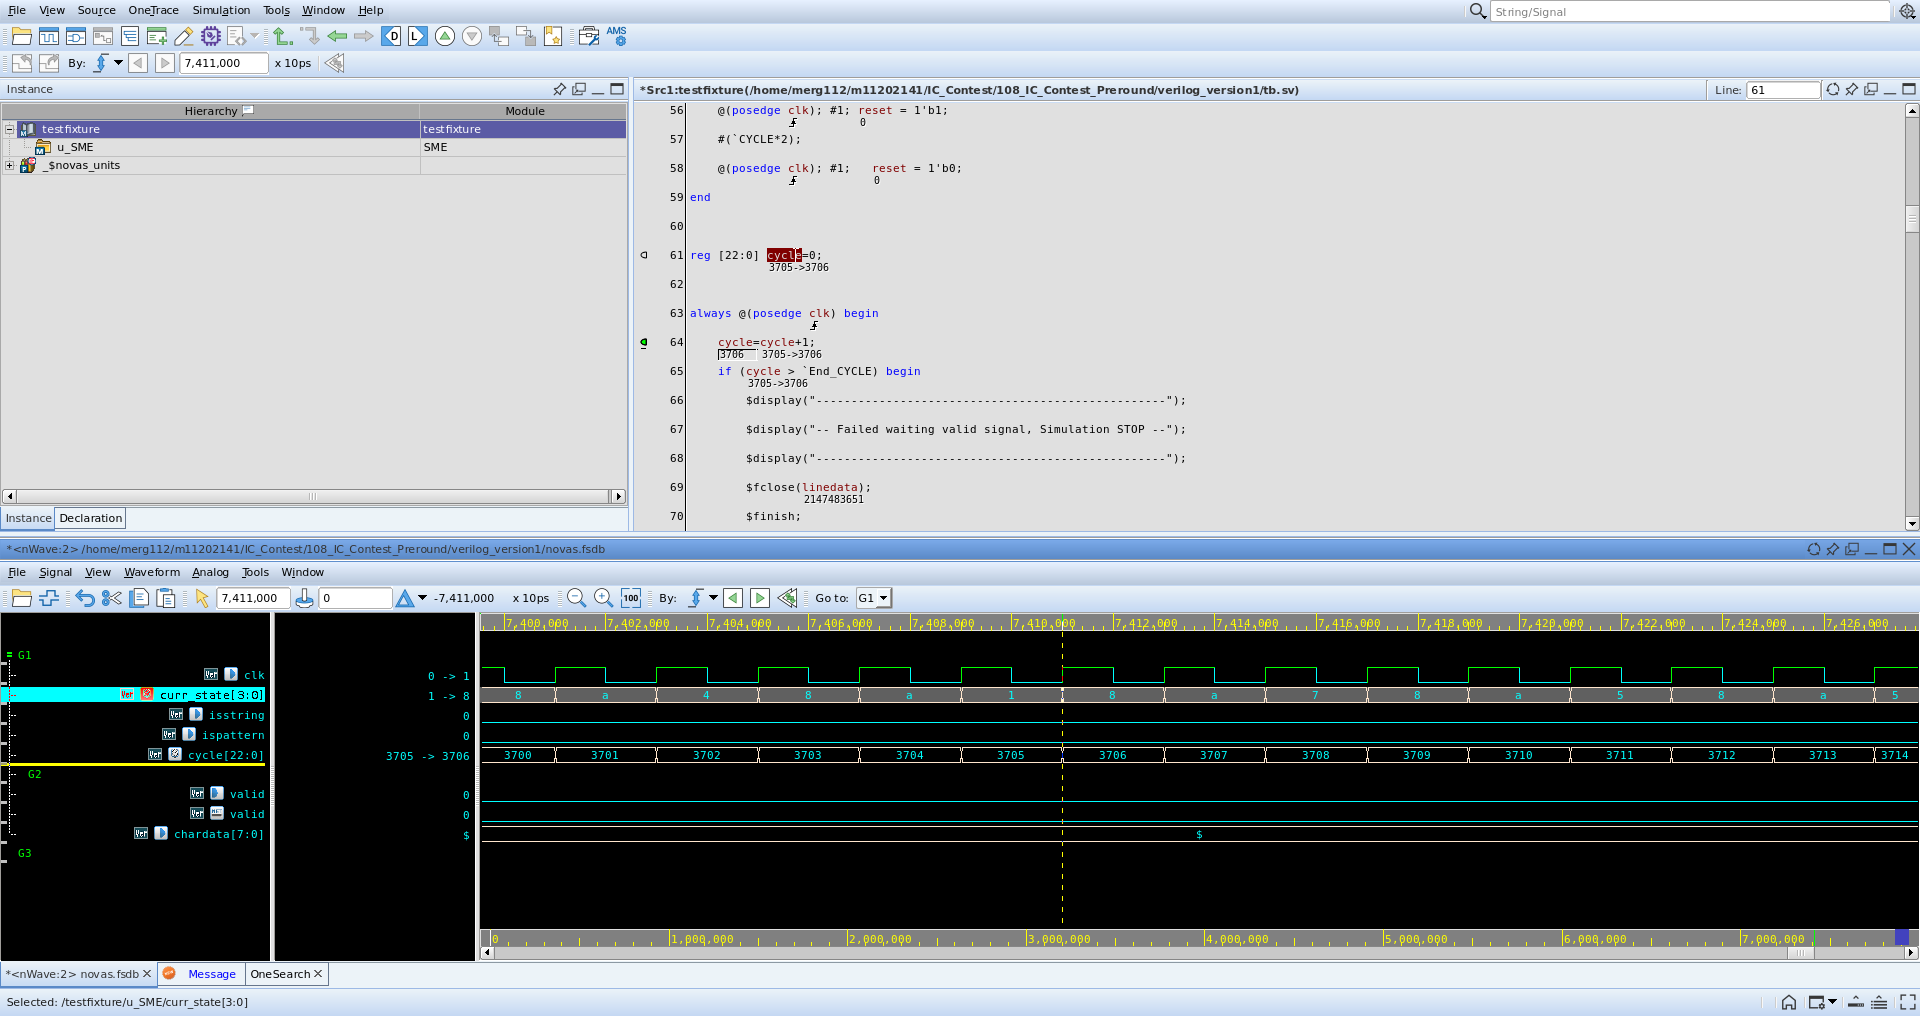 File View Source OneTrace Simulation Tools Window Help
String/Signal
By: 7,411,000 x 10ps
Instance
Hierarchy Module
testfixture testfixture
u_SME SME
_$novas_units
Instance Declaration
*Src1:testfixture(/home/merg112/m11202141/IC_Contest/108_IC_Contest_Preround/verilog_version1/tb.sv)
Line: 61
56 @(posedge clk); #1; reset = 1'b1;
0
57 #(`CYCLE*2);
58 @(posedge clk); #1; reset = 1'b0;
0
59 end
60
61 reg [22:0] cycle=0;
3705->3706
62
63 always @(posedge clk) begin
64 cycle=cycle+1;
3706 3705->3706
65 if (cycle > `End_CYCLE) begin
3705->3706
66 $display("--------------------------------------------------");
67 $display("-- Failed waiting valid signal, Simulation STOP --");
68 $display("--------------------------------------------------");
69 $fclose(linedata);
2147483651
70 $finish;
*<nWave:2> /home/merg112/m11202141/IC_Contest/108_IC_Contest_Preround/verilog_version1/novas.fsdb
File Signal View Waveform Analog Tools Window
7,411,000 0 -7,411,000 x 10ps 100 By: Go to: G1
7,400,000 7,402,000 7,404,000 7,406,000 7,408,000 7,410,000 7,412,000 7,414,000 7,416,000 7,418,000 7,420,000 7,422,000 7,424,000 7,426,000
G1
clk 0 -> 1
curr_state[3:0] 1 -> 8 8 a 4 8 a 1 8 a 7 8 a 5 8 a 5
isstring 0
ispattern 0
cycle[22:0] 3705 -> 3706 3700 3701 3702 3703 3704 3705 3706 3707 3708 3709 3710 3711 3712 3713 3714
G2
valid 0
valid 0
chardata[7:0] $ $
G3
0 1,000,000 2,000,000 3,000,000 4,000,000 5,000,000 6,000,000 7,000,000
*<nWave:2> novas.fsdb Message OneSearch
Selected: /testfixture/u_SME/curr_state[3:0]